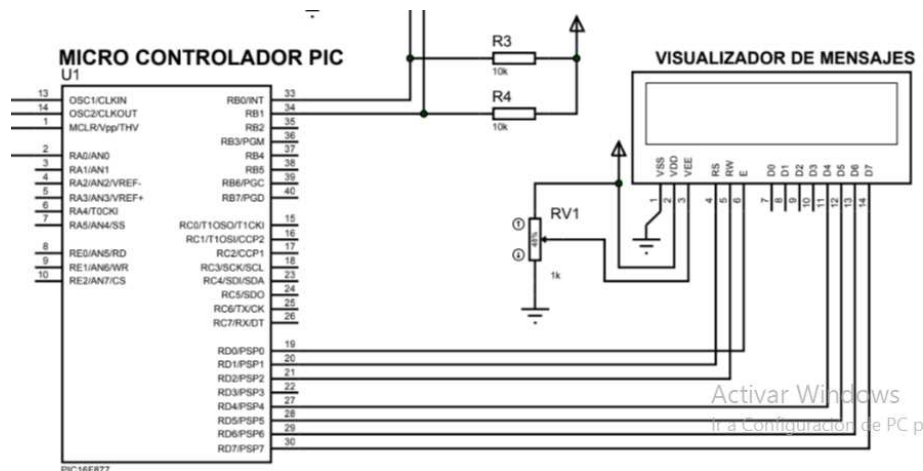 MICRO CONTROLADOR PIC
U1
13 OSC1/CLKIN RB0/INT 33
14 OSC2/CLKOUT RB1 34
1 MCLR/Vpp/THV RB2 35
RB3/PGM 36
2 RA0/AN0 RB4 37
3 RA1/AN1 RB5 38
4 RA2/AN2/VREF- RB6/PGC 39
5 RA3/AN3/VREF+ RB7/PGD 40
6 RA4/T0CKI
7 RA5/AN4/SS RC0/T1OSO/T1CKI 15
RC1/T1OSI/CCP2 16
8 RE0/AN5/RD RC2/CCP1 17
9 RE1/AN6/WR RC3/SCK/SCL 18
10 RE2/AN7/CS RC4/SDI/SDA 23
RC5/SDO 24
RC6/TX/CK 25
RC7/RX/DT 26
RD0/PSP0 19
RD1/PSP1 20
RD2/PSP2 21
RD3/PSP3 22
RD4/PSP4 27
RD5/PSP5 28
RD6/PSP6 29
RD7/PSP7 30
PIC16F877
R3
10k
R4
10k
RV1
48%
1k
VISUALIZADOR DE MENSAJES
VSS VDD VEE RS RW E D0 D1 D2 D3 D4 D5 D6 D7
1 2 3 4 5 6 7 8 9 10 11 12 13 14
Activar Windows
Ir a Configuración de PC p